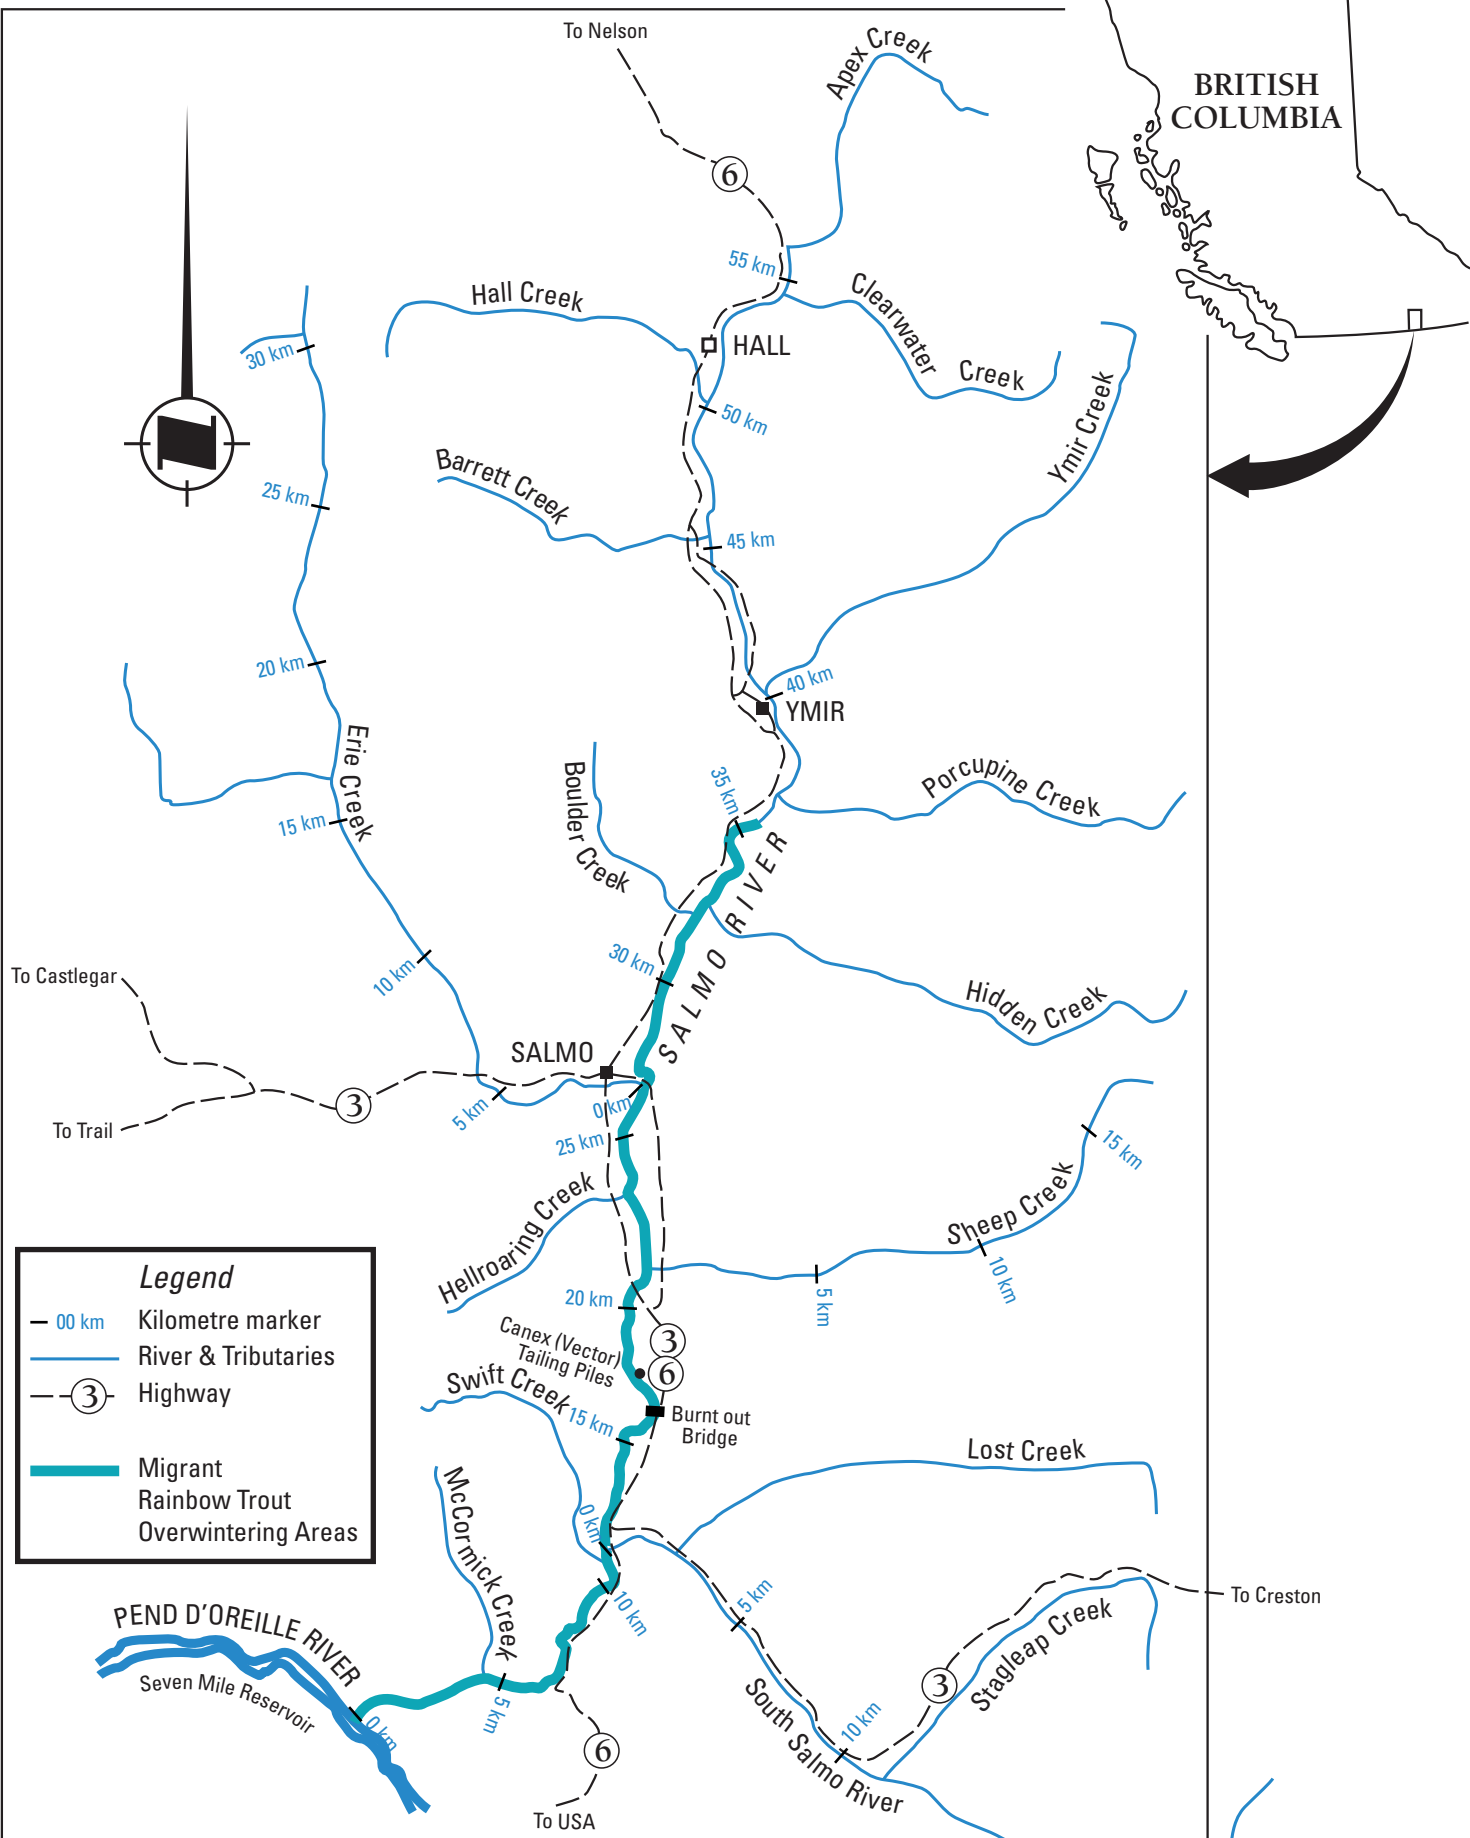 To Nelson
Apex Creek
BRITISH
COLUMBIA
6
55 km
Hall Creek
Clearwater Creek
30 km
HALL
50 km
Ymir Creek
Barrett Creek
25 km
45 km
20 km
40 km
YMIR
Erie Creek
Boulder Creek
35 km
Porcupine Creek
15 km
SALMO RIVER
30 km
10 km
To Castlegar
Hidden Creek
SALMO
3
5 km
0 km
To Trail
25 km
15 km
Hellroaring Creek
Sheep Creek
10 km
5 km
20 km
Legend
00 km Kilometre marker
River & Tributaries
3 Highway
Migrant
Rainbow Trout
Overwintering Areas
Canex (Vector)
Tailing Piles
3
6
Swift Creek
15 km
Burnt out
Bridge
Lost Creek
McCormick Creek
0 km
10 km
5 km
To Creston
PEND D'OREILLE RIVER
Seven Mile Reservoir
Stagleap Creek
3
South Salmo River
10 km
0 km
5 km
6
To USA